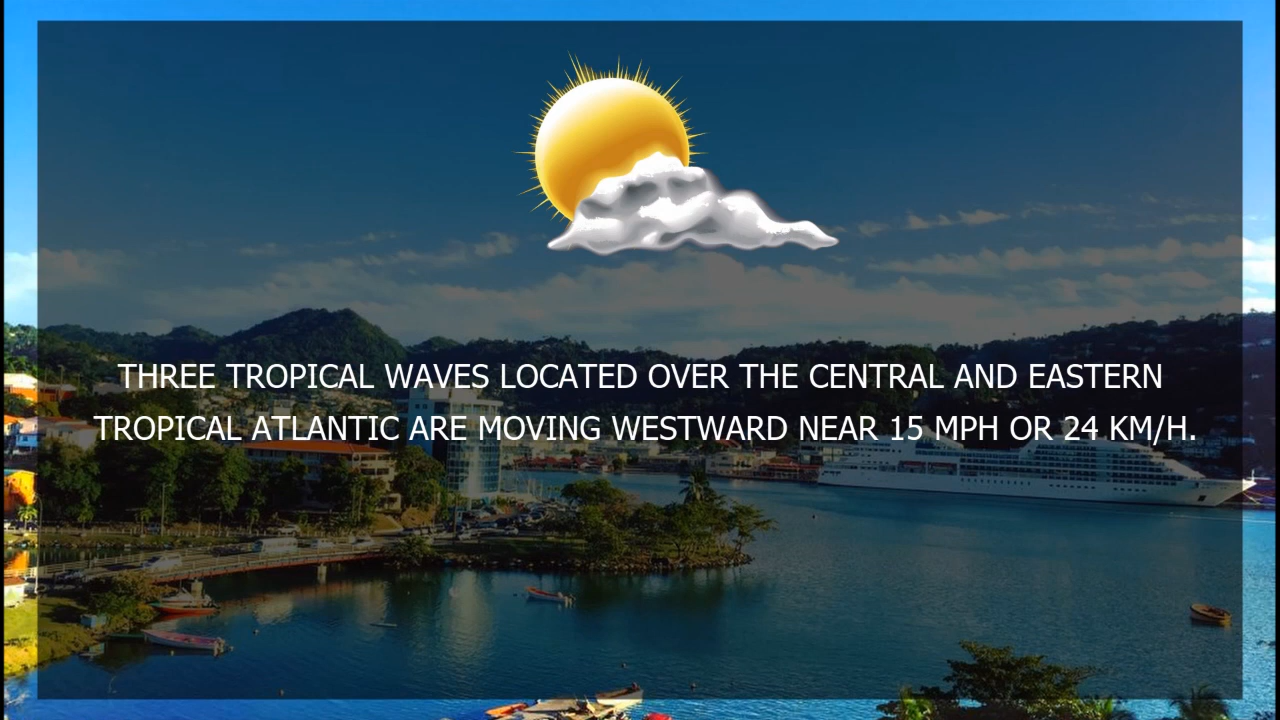 THREE TROPICAL WAVES LOCATED OVER THE CENTRAL AND EASTERN
TROPICAL ATLANTIC ARE MOVING WESTWARD NEAR 15 MPH OR 24 KM/H.